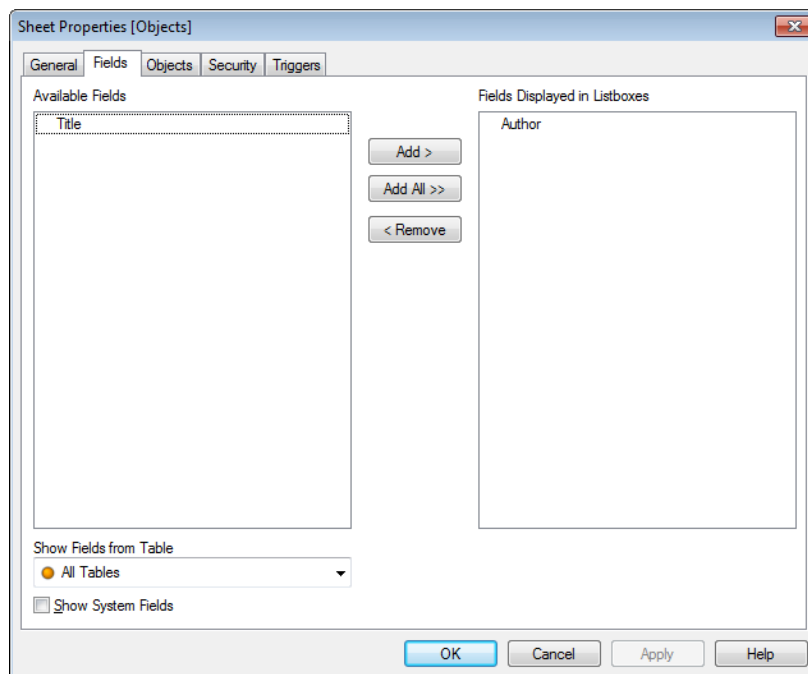 Sheet Properties [Objects]
General Fields Objects Security Triggers
Available Fields
Fields Displayed in Listboxes
Title
Author
Add >
Add All >>
< Remove
Show Fields from Table
All Tables
Show System Fields
OK Cancel Apply Help